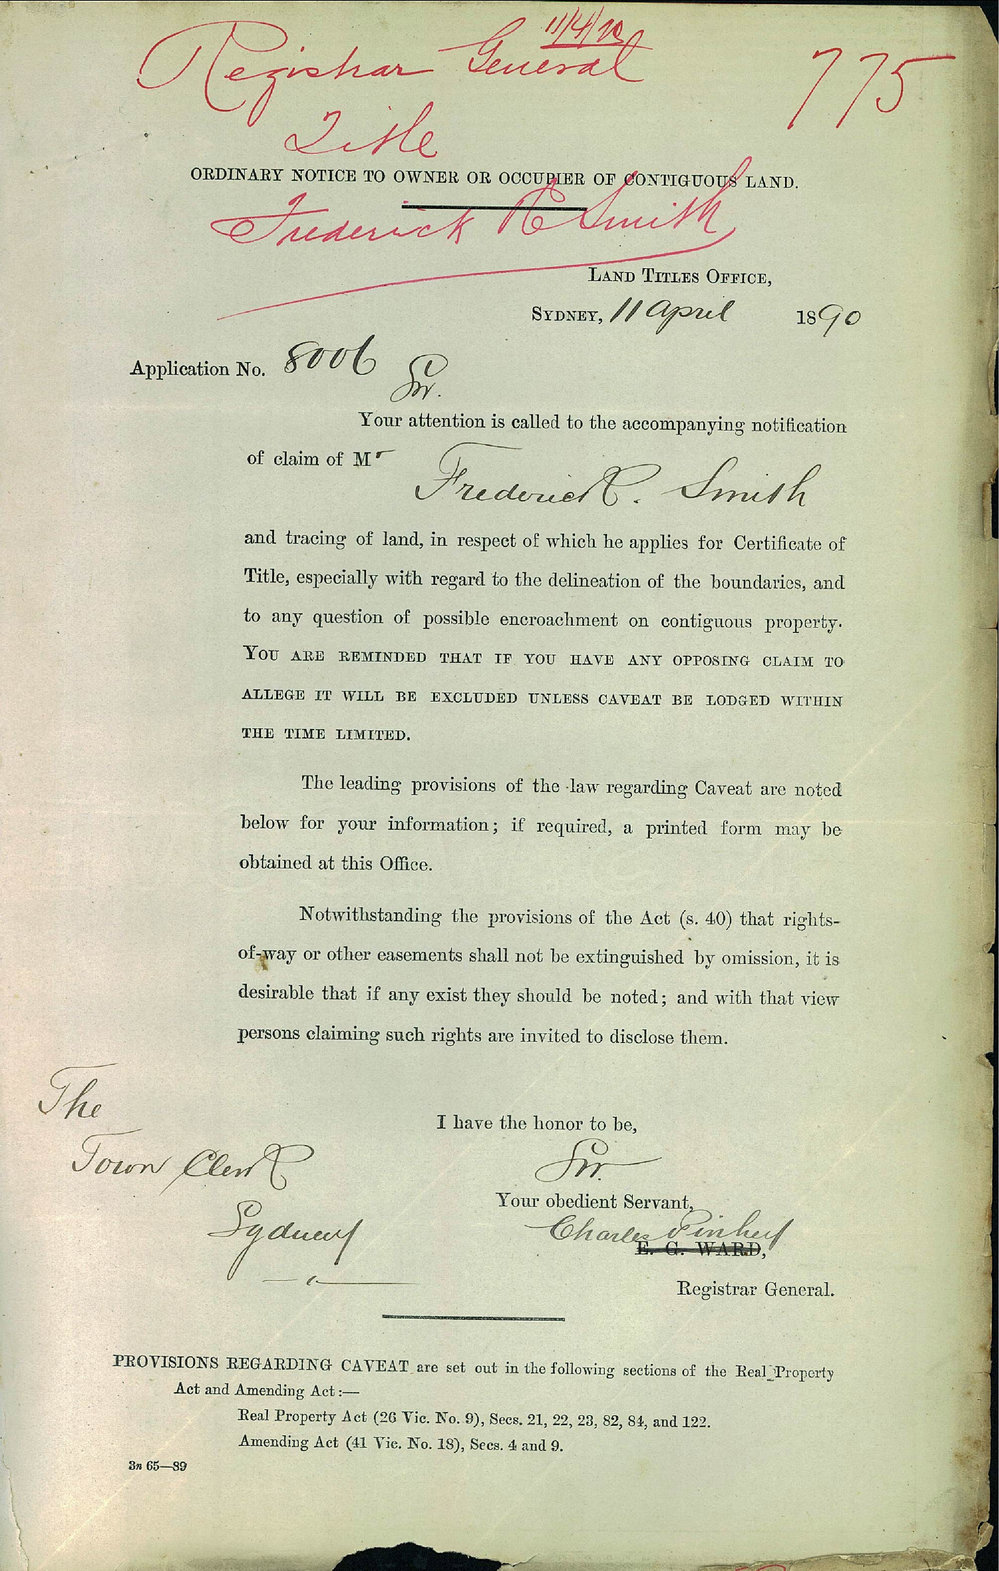 11/4/90
Registrar General
775
Title
ORDINARY NOTICE TO OWNER OR OCCUPIER OF CONTIGUOUS LAND.
Frederick C Smith
LAND TITLES OFFICE,
SYDNEY, 11 April 1890
Application No. 8006
Sir.
Your attention is called to the accompanying notification
of claim of Mr
Frederick C. Smith
and tracing of land, in respect of which he applies for Certificate of
Title, especially with regard to the delineation of the boundaries, and
to any question of possible encroachment on contiguous property.
YOU ARE REMINDED THAT IF YOU HAVE ANY OPPOSING CLAIM TO
ALLEGE IT WILL BE EXCLUDED UNLESS CAVEAT BE LODGED WITHIN
THE TIME LIMITED.
The leading provisions of the law regarding Caveat are noted
below for your information; if required, a printed form may be
obtained at this Office.
Notwithstanding the provisions of the Act (s. 40) that rights-
of-way or other easements shall not be extinguished by omission, it is
desirable that if any exist they should be noted; and with that view
persons claiming such rights are invited to disclose them.
I have the honor to be,
Sir.
Your obedient Servant,
Charles Pinhey
E. G. WARD,
Registrar General.
The
Town Clerk
Sydney
PROVISIONS REGARDING CAVEAT are set out in the following sections of the Real Property
Act and Amending Act:—
Real Property Act (26 Vic. No. 9), Secs. 21, 22, 23, 82, 84, and 122.
Amending Act (41 Vic. No. 18), Secs. 4 and 9.
3n 65—89